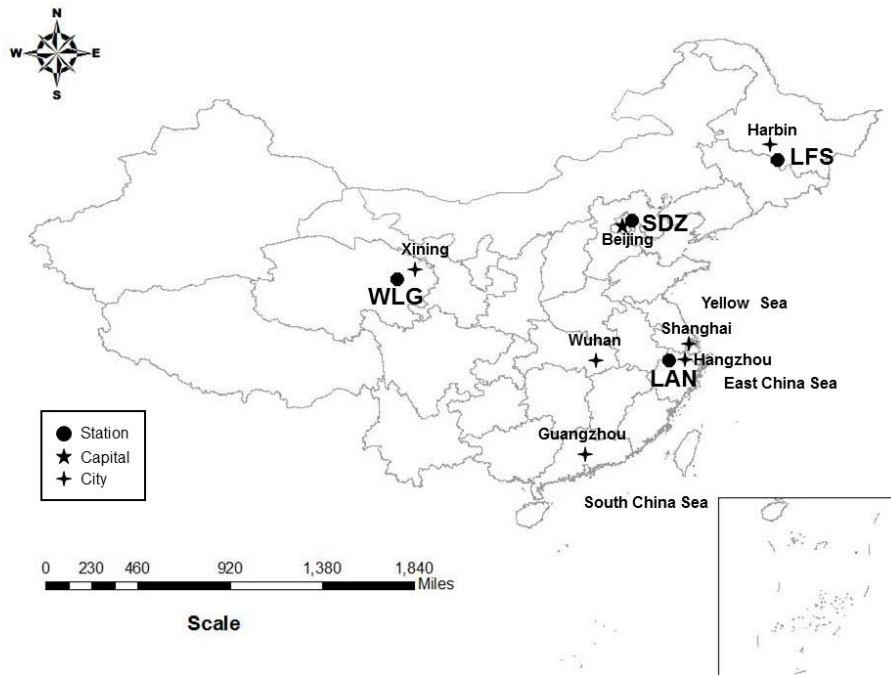 N
W E
S
Harbin
LFS
SDZ
Beijing
Xining
WLG
Yellow Sea
Shanghai
Wuhan
Hangzhou
LAN
East China Sea
Guangzhou
Station
Capital
City
South China Sea
0 230 460 920 1,380 1,840
Miles
Scale